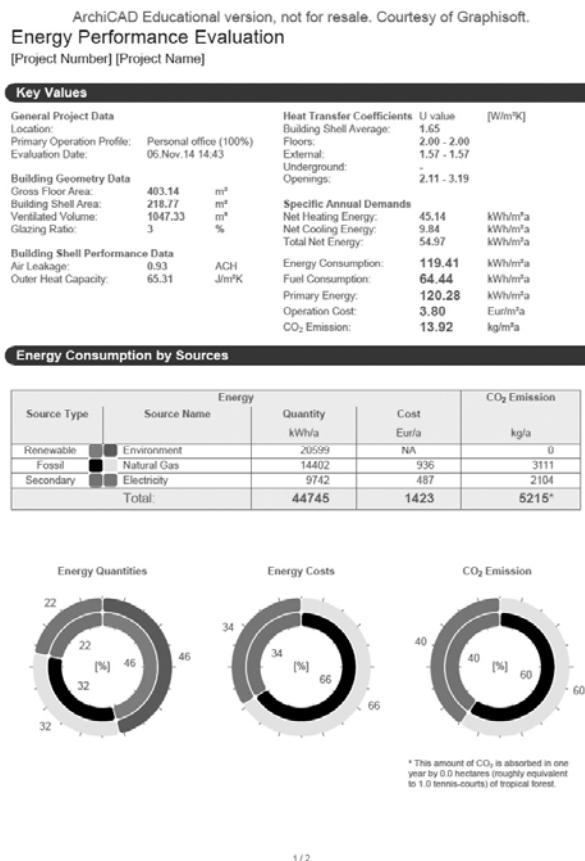 ArchiCAD Educational version, not for resale. Courtesy of Graphisoft.
Energy Performance Evaluation
[Project Number] [Project Name]
Key Values
General Project Data
Location:
Primary Operation Profile: Personal office (100%)
Evaluation Date: 06.Nov.14 14:43
Building Geometry Data
Gross Floor Area: 403.14 m²
Building Shell Area: 218.77 m²
Ventilated Volume: 1047.33 m³
Glazing Ratio: 3 %
Building Shell Performance Data
Air Leakage: 0.93 ACH
Outer Heat Capacity: 65.31 J/m²K
Heat Transfer Coefficients U value [W/m²K]
Building Shell Average: 1.65
Floors: 2.00 - 2.00
External: 1.57 - 1.57
Underground: -
Openings: 2.11 - 3.19
Specific Annual Demands
Net Heating Energy: 45.14 kWh/m²a
Net Cooling Energy: 9.84 kWh/m²a
Total Net Energy: 54.97 kWh/m²a
Energy Consumption: 119.41 kWh/m²a
Fuel Consumption: 64.44 kWh/m²a
Primary Energy: 120.28 kWh/m²a
Operation Cost: 3.80 Eur/m²a
CO₂ Emission: 13.92 kg/m²a
Energy Consumption by Sources
Energy CO₂ Emission
Source Type Source Name Quantity Cost
kWh/a Eur/a kg/a
Renewable Environment 20599 NA 0
Fossil Natural Gas 14402 936 3111
Secondary Electricity 9742 487 2104
Total: 44745 1423 5215*
Energy Quantities
22
22
[%]
46
46
32
32
Energy Costs
34
34
[%]
66
66
CO₂ Emission
40
40
[%]
60
60
* This amount of CO₂ is absorbed in one
year by 0.0 hectares (roughly equivalent
to 1.0 tennis-courts) of tropical forest.
1 / 2